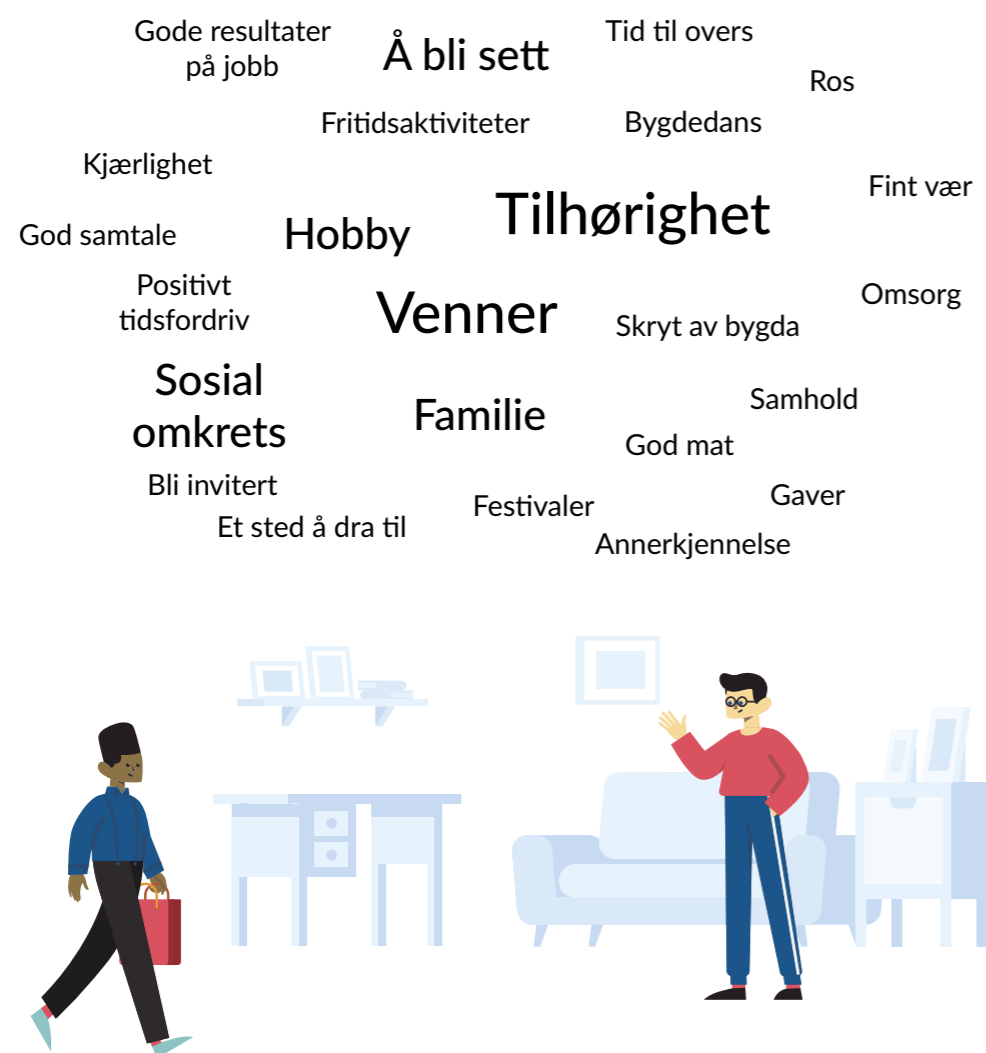 Gode resultater
på jobb
Å bli sett
Tid til overs
Ros
Fritidsaktiviteter
Bygdedans
Kjærlighet
Fint vær
Tilhørighet
God samtale
Hobby
Positivt
tidsfordriv
Omsorg
Venner
Skryt av bygda
Sosial
omkrets
Samhold
Familie
God mat
Bli invitert
Gaver
Festivaler
Et sted å dra til
Annerkjennelse